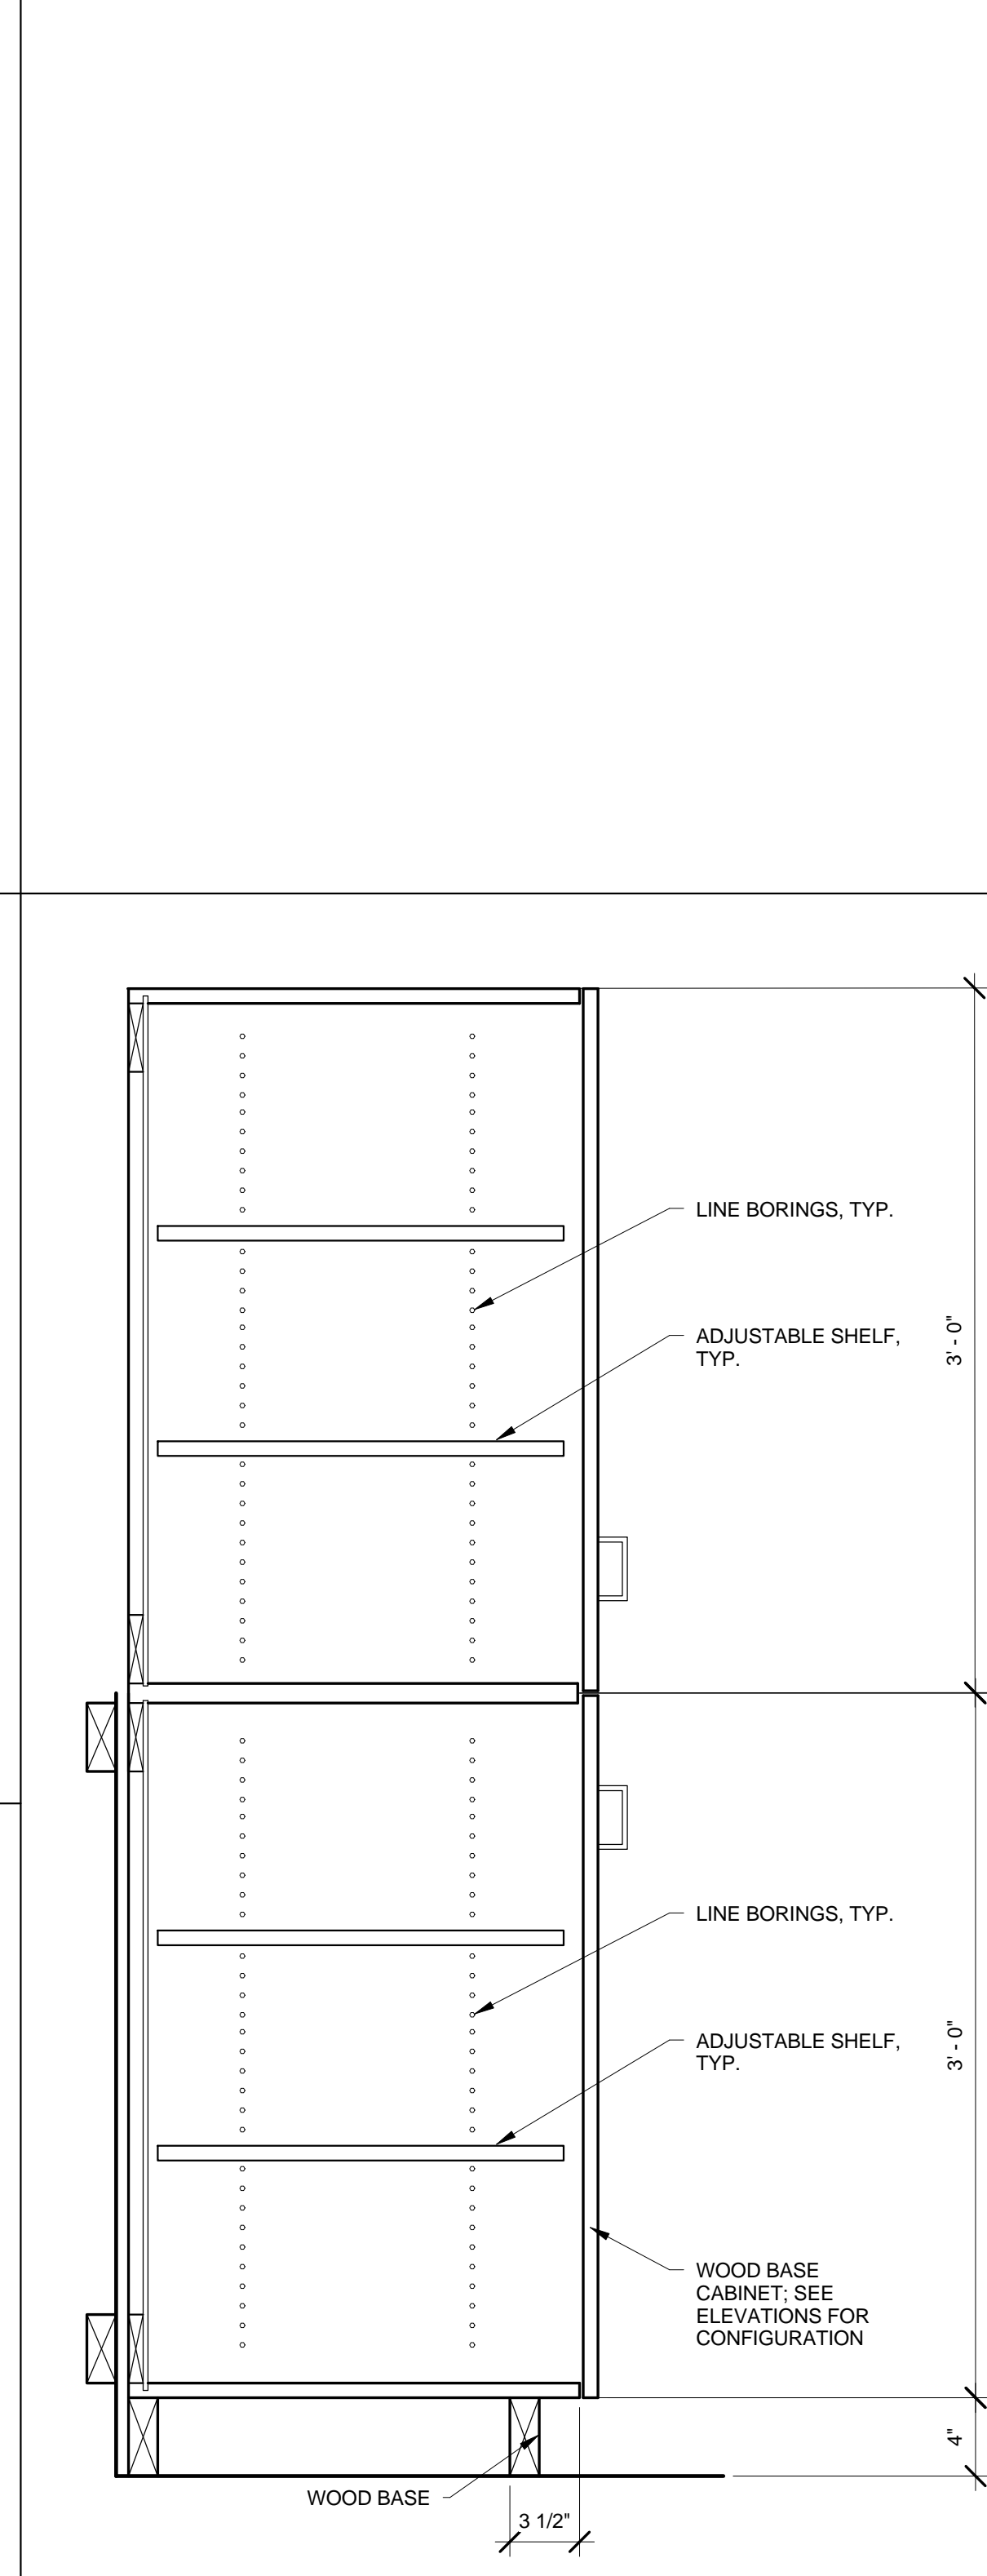 LINE BORINGS, TYP.
ADJUSTABLE SHELF,
TYP.
3' - 0"
LINE BORINGS, TYP.
ADJUSTABLE SHELF,
TYP.
3' - 0"
WOOD BASE
CABINET; SEE
ELEVATIONS FOR
CONFIGURATION
4"
WOOD BASE
3 1/2"